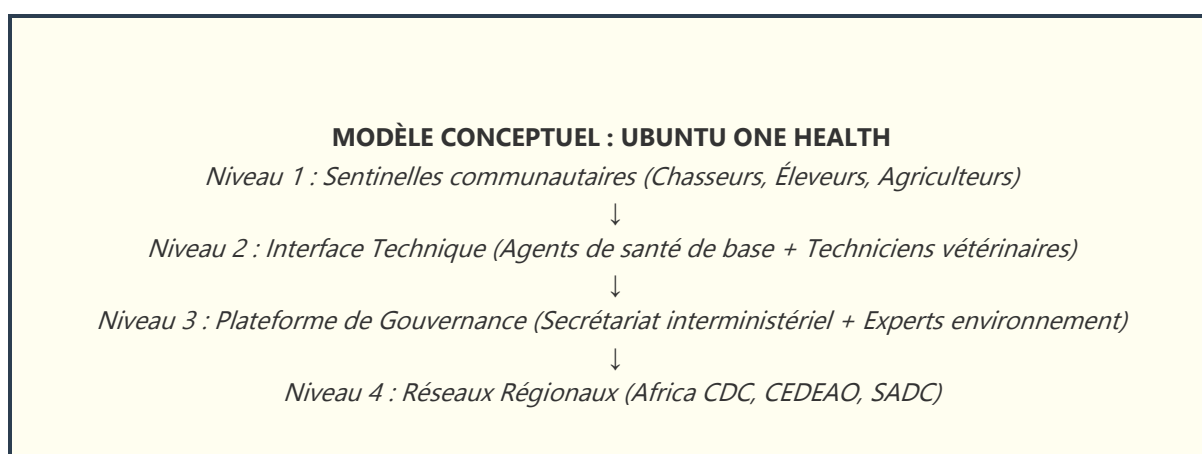 MODÈLE CONCEPTUEL : UBUNTU ONE HEALTH
Niveau 1 : Sentinelles communautaires (Chasseurs, Éleveurs, Agriculteurs)
↓
Niveau 2 : Interface Technique (Agents de santé de base + Techniciens vétérinaires)
↓
Niveau 3 : Plateforme de Gouvernance (Secrétariat interministériel + Experts environnement)
↓
Niveau 4 : Réseaux Régionaux (Africa CDC, CEDEAO, SADC)